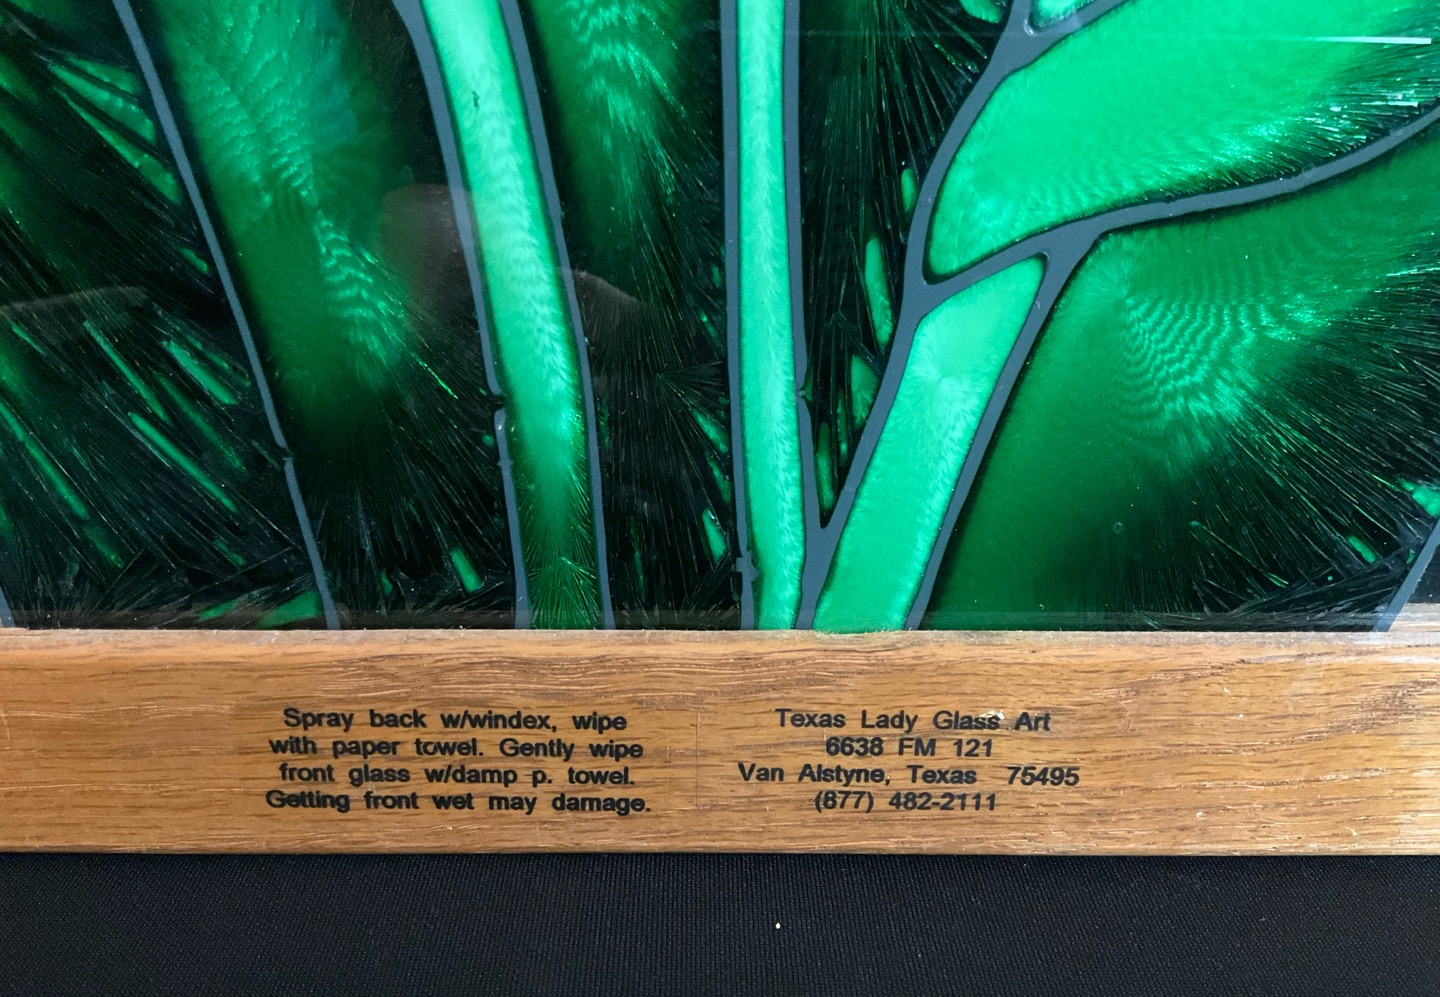 Spray back w/windex, wipe
with paper towel. Gently wipe
front glass w/damp p. towel.
Getting front wet may damage.
Texas Lady Glass Art
6638 FM 121
Van Alstyne, Texas 75495
(877) 482-2111